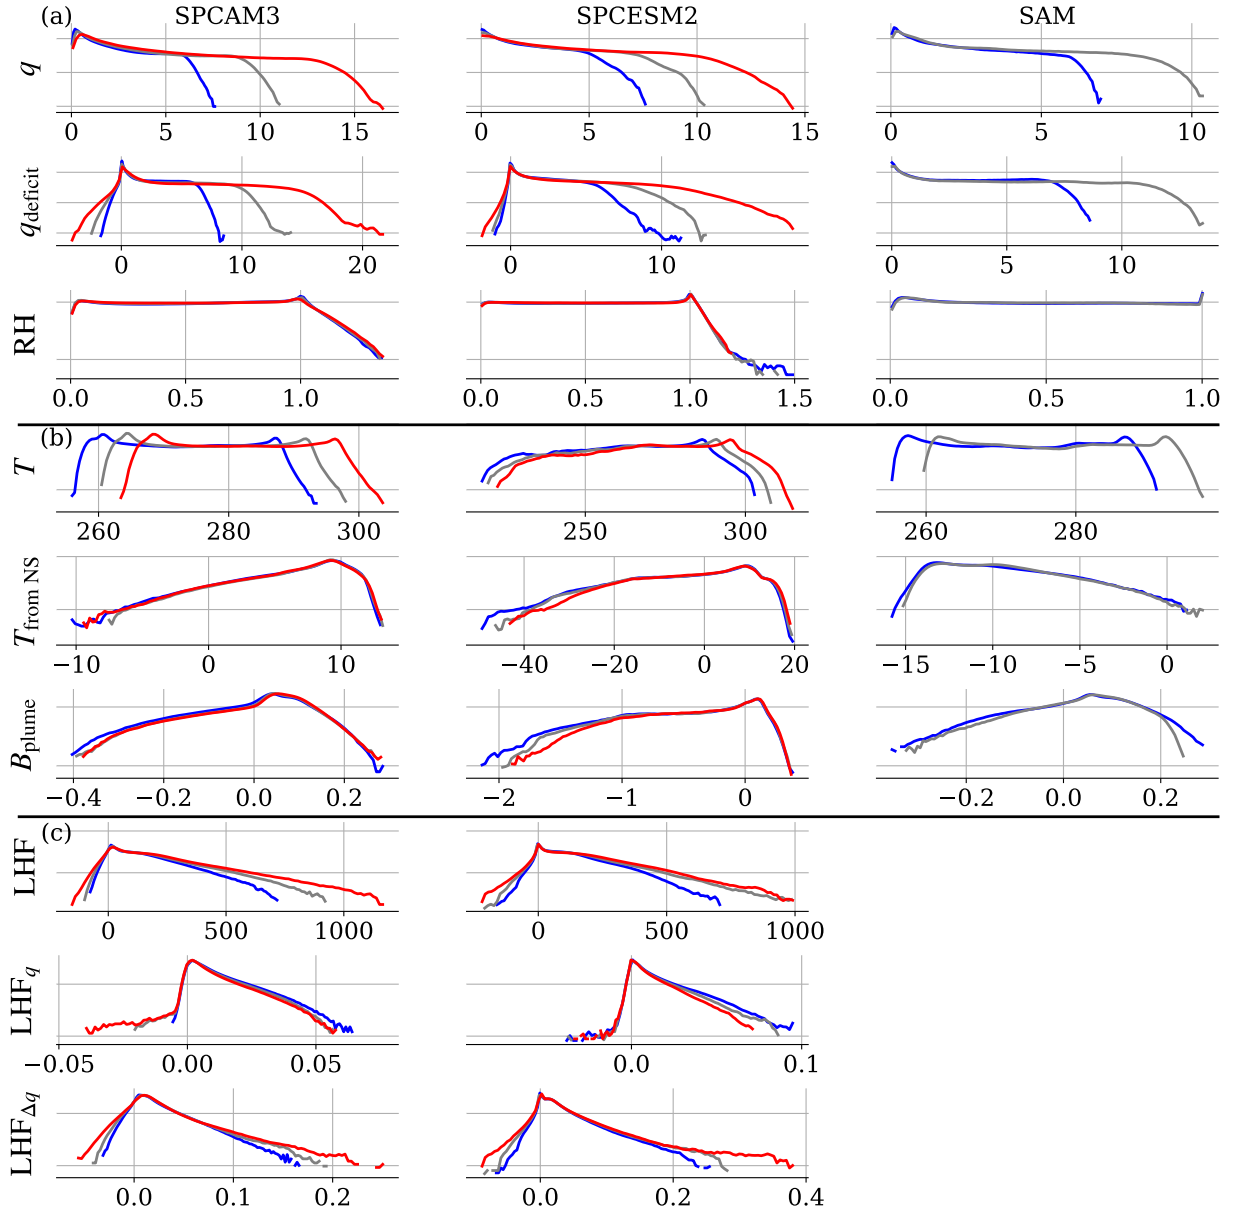 (a) SPCAM3 SPCESM2 SAM
q
0 5 10 15 0 5 10 15 0 5 10
q_deficit
0 10 20 0 10 0 5 10
RH
0.0 0.5 1.0 0.0 0.5 1.0 1.5 0.0 0.5 1.0
(b)
T
260 280 300 250 300 260 280
T_from NS
−10 0 10 −40 −20 0 20 −15 −10 −5 0
B_plume
−0.4 −0.2 0.0 0.2 −2 −1 0 −0.2 0.0 0.2
(c)
LHF
0 500 1000 0 500 1000
LHF_q
−0.05 0.00 0.05 0.0 0.1
LHF_Δq
0.0 0.1 0.2 0.0 0.2 0.4